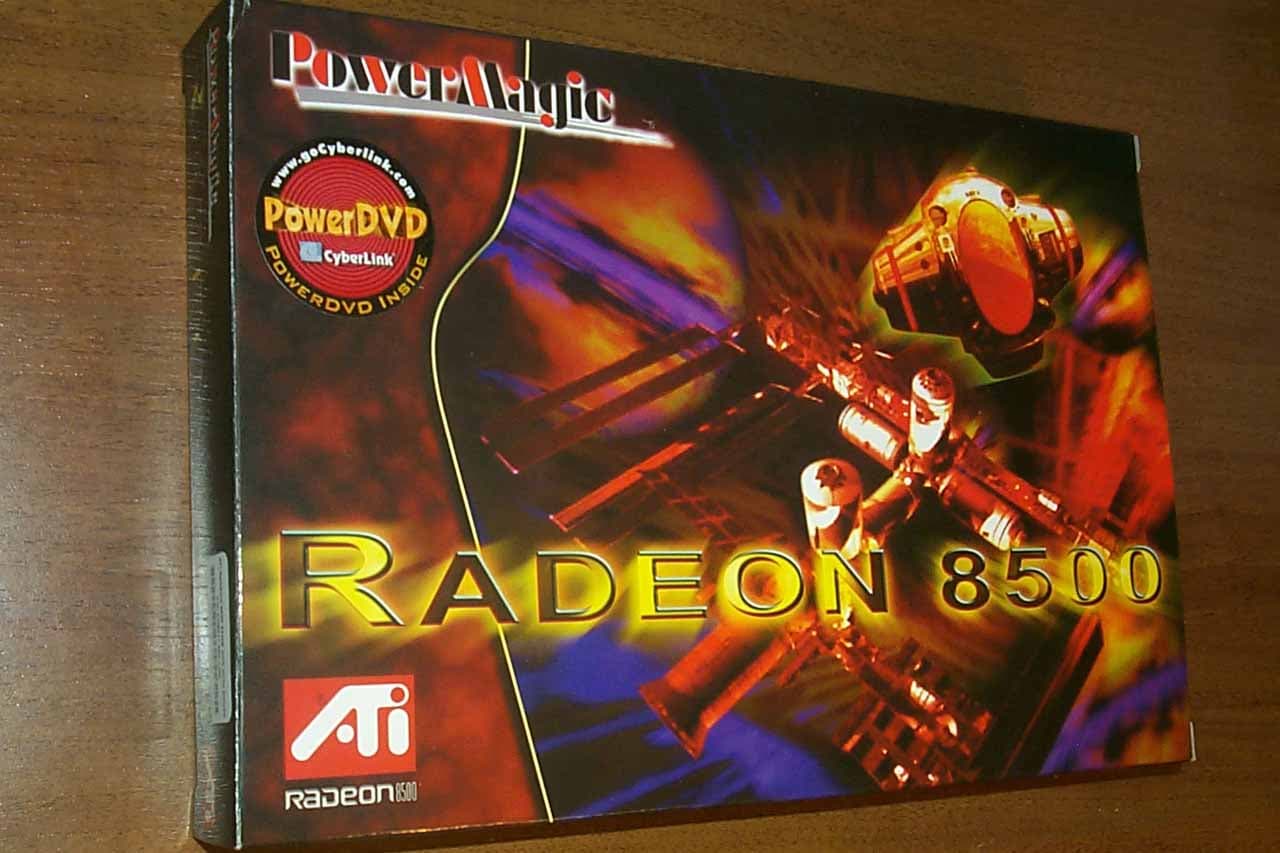 PowerMagic
www.goCyberlink.com
PowerDVD
CyberLink
POWERDVD INSIDE
RADEON 8500
ATi
RADEON 8500